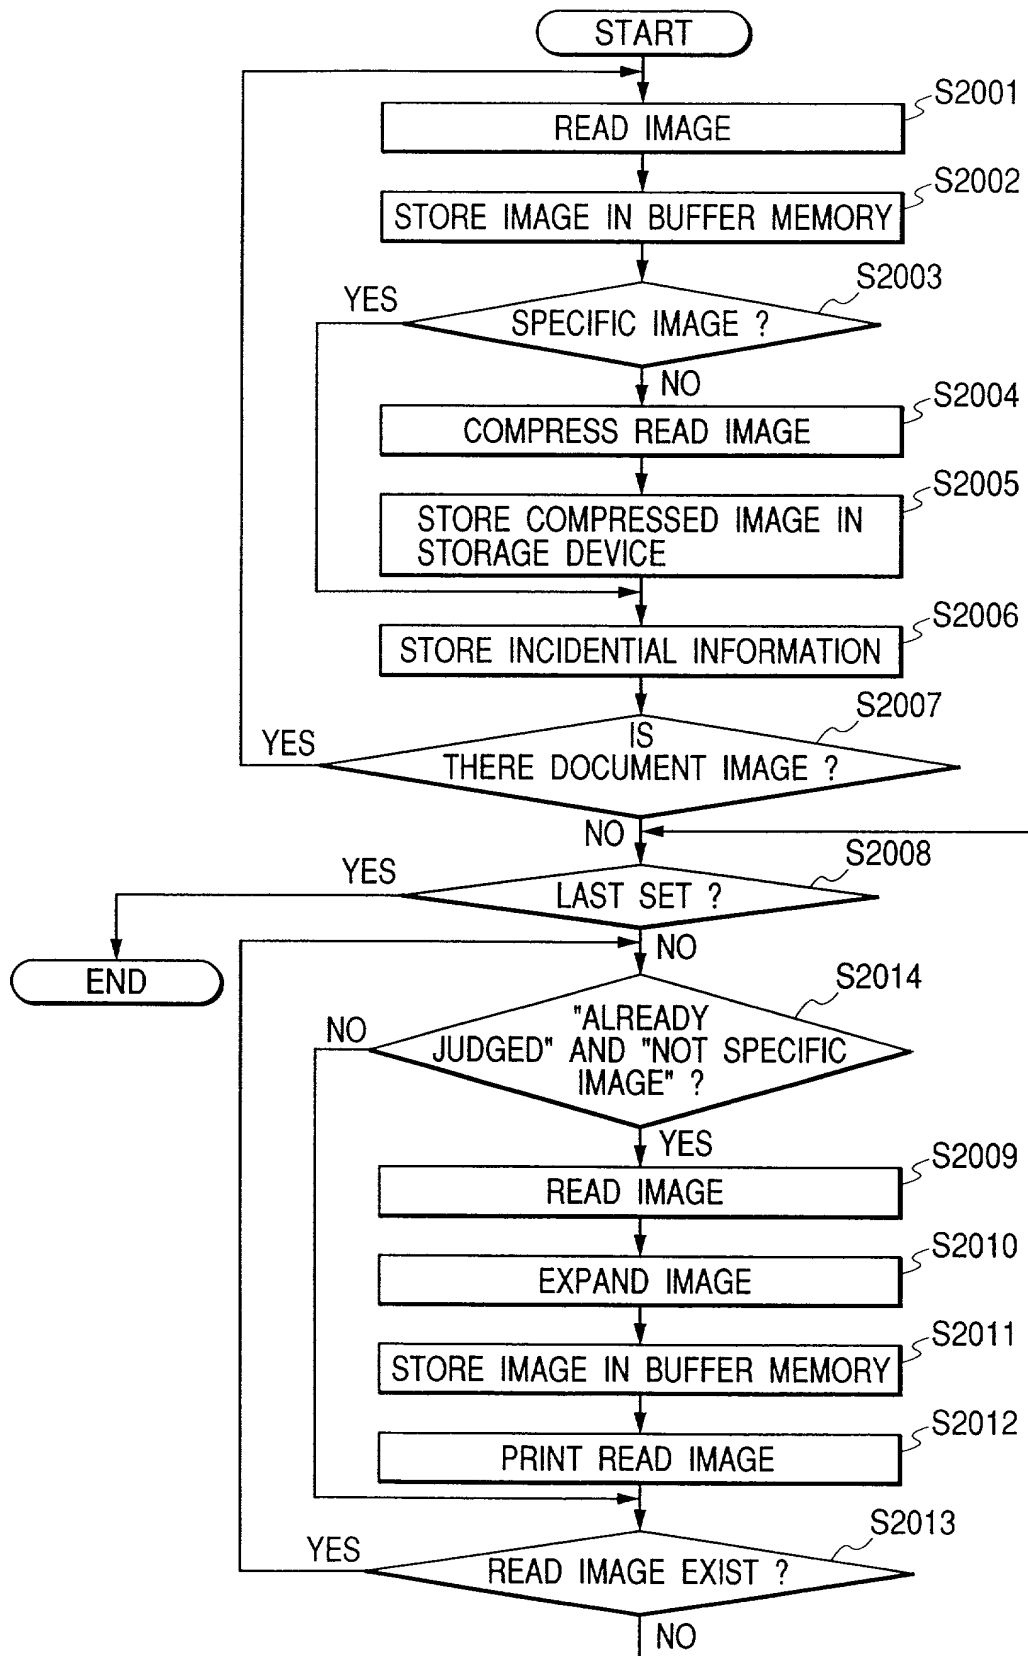 START
S2001
READ IMAGE
S2002
STORE IMAGE IN BUFFER MEMORY
S2003
YES
SPECIFIC IMAGE ?
NO
S2004
COMPRESS READ IMAGE
S2005
STORE COMPRESSED IMAGE IN
STORAGE DEVICE
S2006
STORE INCIDENTIAL INFORMATION
S2007
YES
IS
THERE DOCUMENT IMAGE ?
NO
S2008
YES
LAST SET ?
NO
END
S2014
NO
"ALREADY
JUDGED" AND "NOT SPECIFIC
IMAGE" ?
YES
S2009
READ IMAGE
S2010
EXPAND IMAGE
S2011
STORE IMAGE IN BUFFER MEMORY
S2012
PRINT READ IMAGE
S2013
YES
READ IMAGE EXIST ?
NO